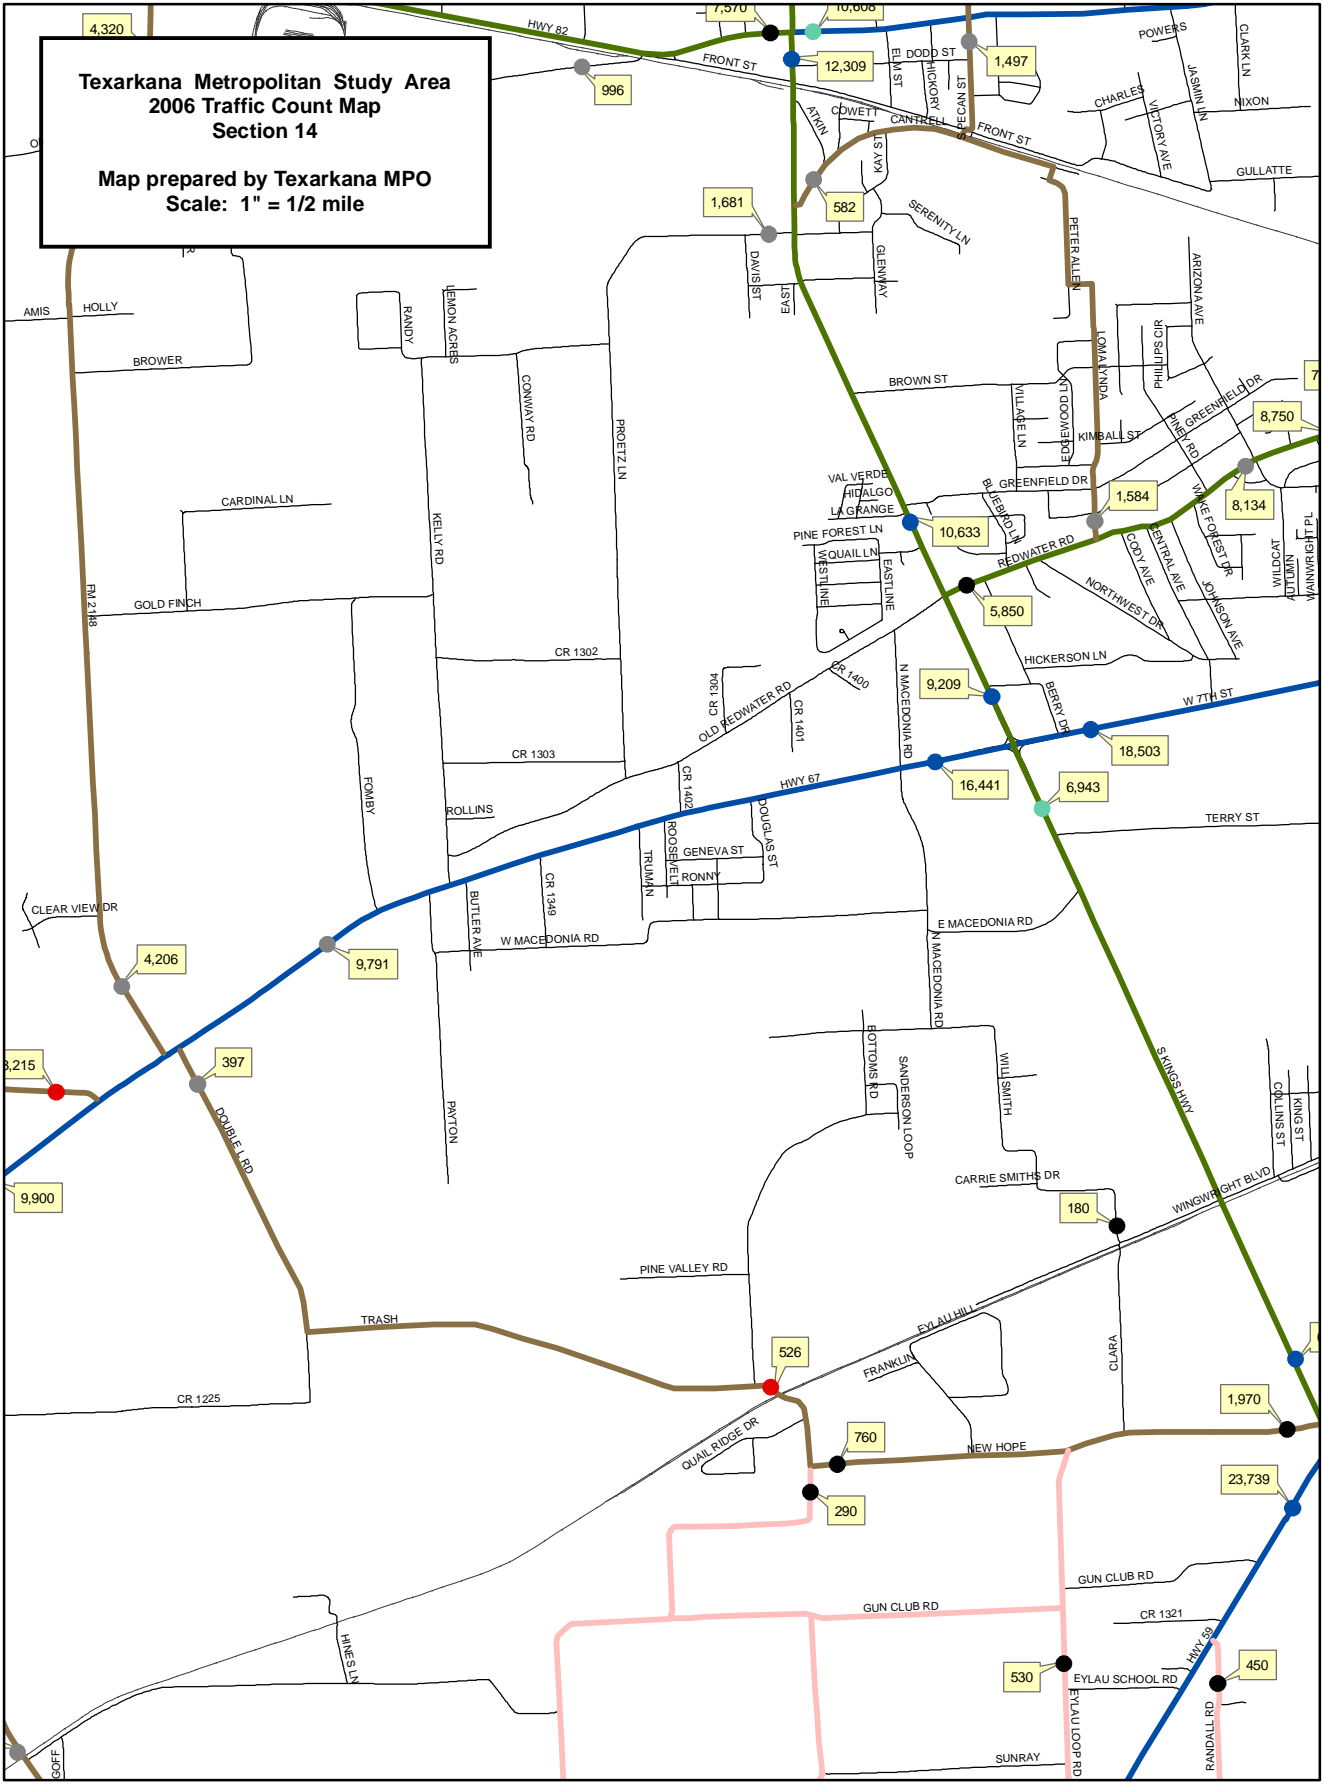 4,320
HWY 82
7,570
10,608
12,309
996
FRONT ST
ELM ST
DODD ST
HICKORY
S PECAN ST
1,497
POWERS
CLARK LN
JASMIN LN
CHARLES
VICTORY AVE
NIXON
GULLATTE
Texarkana Metropolitan Study Area
2006 Traffic Count Map
Section 14
Map prepared by Texarkana MPO
Scale: 1" = 1/2 mile
ATKIN
COWETT
CANTRELL
KAY ST
FRONT ST
582
1,681
SERENITY LN
PETER ALLEN
DAVIS ST
EAST
GLENWAY
ARIZONA AVE
AMIS
HOLLY
BROWER
RANDY
LEMON ACRES
CONWAY RD
PROETZ LN
BROWN ST
VILLAGE LN
EDGEWOOD LN
LOMA LYNDA
PHILLIPS CIR
KIMBALL ST
PINEY RD
GREENFIELD DR
8,750
8,134
CARDINAL LN
KELLY RD
VAL VERDE
HIDALGO
LA GRANGE
PINE FOREST LN
QUAIL LN
WESTLINE
EASTLINE
10,633
BLUEBIRD LN
GREENFIELD DR
1,584
REDWATER RD
5,850
CODY AVE
CENTRAL AVE
WAKE FOREST DR
JOHNSON AVE
NORTHWEST DR
WILDCAT
AUTUMN
WAINWRIGHT PL
FM 2148
GOLD FINCH
CR 1302
CR 1304
OLD REDWATER RD
CR 1400
CR 1401
N MACEDONIA RD
9,209
HICKERSON LN
BERRY DR
W 7TH ST
18,503
16,441
6,943
CR 1303
ROLLINS
FOMBY
CR 1402
HWY 67
TERRY ST
TRUMAN
ROOSEVELT
GENEVA ST
RONNY
DOUGLAS ST
CR 1349
BUTLER AVE
W MACEDONIA RD
E MACEDONIA RD
N MACEDONIA RD
CLEAR VIEW DR
4,206
9,791
397
DOUBLE L RD
9,900
PAYTON
BOTTOMS RD
SANDERSON LOOP
WILL SMITH
S KINGS HWY
COLLINS ST
KING ST
CARRIE SMITHS DR
180
WINGWRIGHT BLVD
PINE VALLEY RD
TRASH
526
EYLAU HILL
FRANKLIN
CLARA
CR 1225
QUAIL RIDGE DR
760
NEW HOPE
1,970
290
23,739
GUN CLUB RD
GUN CLUB RD
CR 1321
HINES LN
530
EYLAU SCHOOL RD
HWY 59
450
EYLAU LOOP RD
RANDALL RD
SUNRAY
GOFF